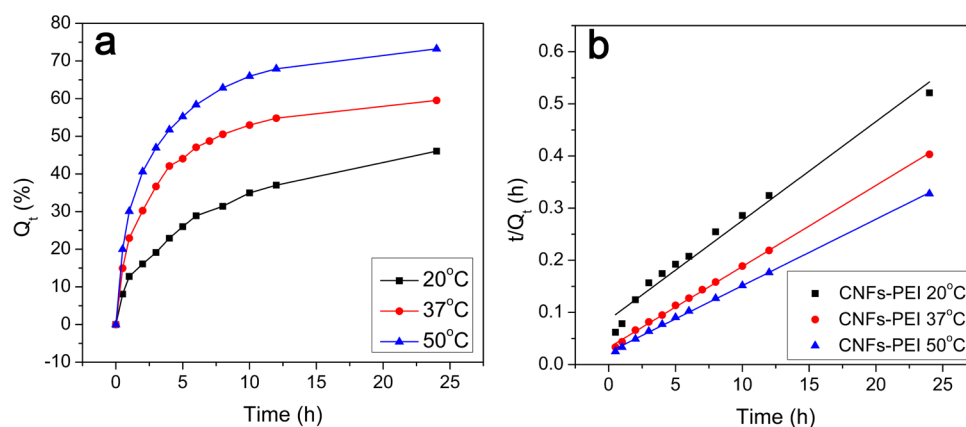 a
80
70
60
50
40
30
20
10
0
-10
Q_t (%)
0 5 10 15 20 25
Time (h)
20°C
37°C
50°C
b
0.6
0.5
0.4
0.3
0.2
0.1
0.0
t/Q_t (h)
0 5 10 15 20 25
Time (h)
CNFs-PEI 20°C
CNFs-PEI 37°C
CNFs-PEI 50°C